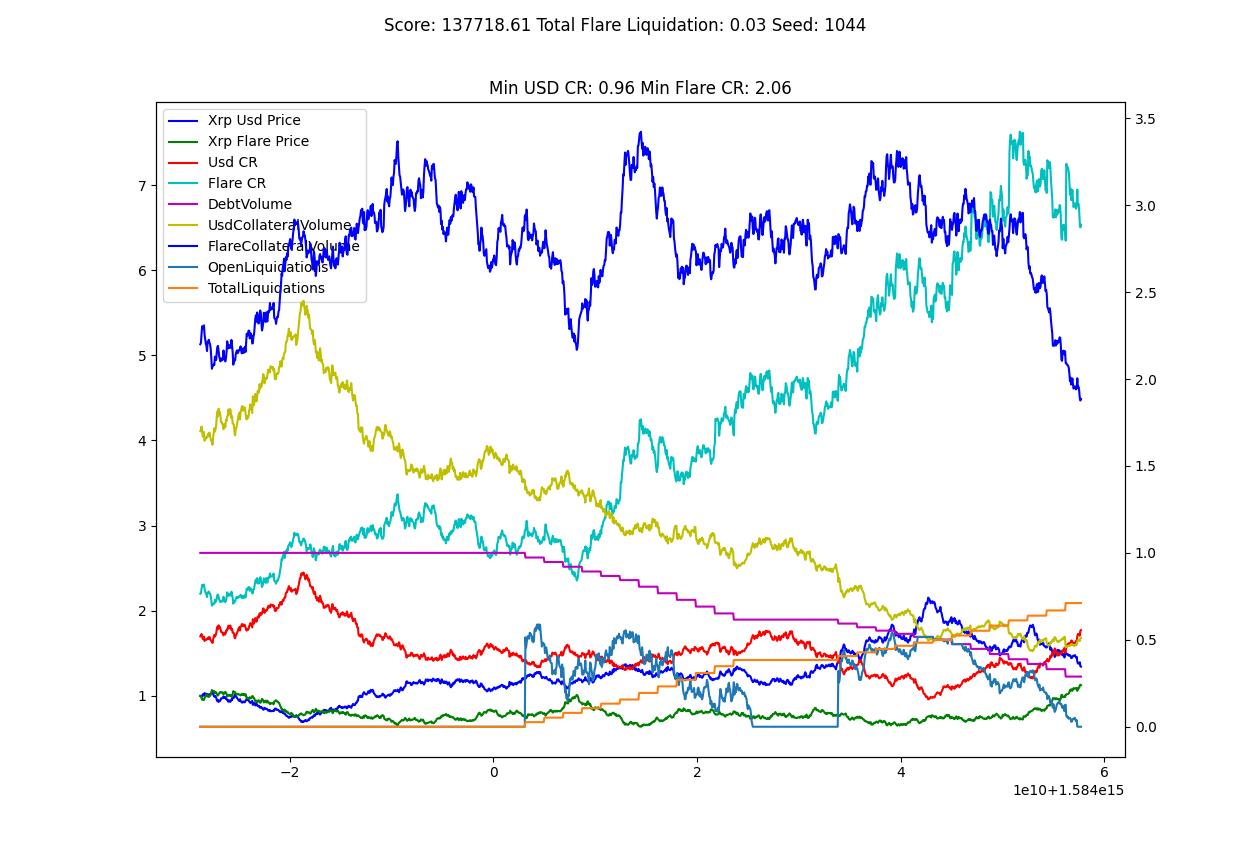 Score: 137718.61 Total Flare Liquidation: 0.03 Seed: 1044
Min USD CR: 0.96 Min Flare CR: 2.06
Xrp Usd Price
Xrp Flare Price
Usd CR
Flare CR
DebtVolume
UsdCollateralVolume
FlareCollateralVolume
OpenLiquidations
TotalLiquidations
7
6
5
4
3
2
1
3.5
3.0
2.5
2.0
1.5
1.0
0.5
0.0
−2 0 2 4 6
1e10+1.584e15